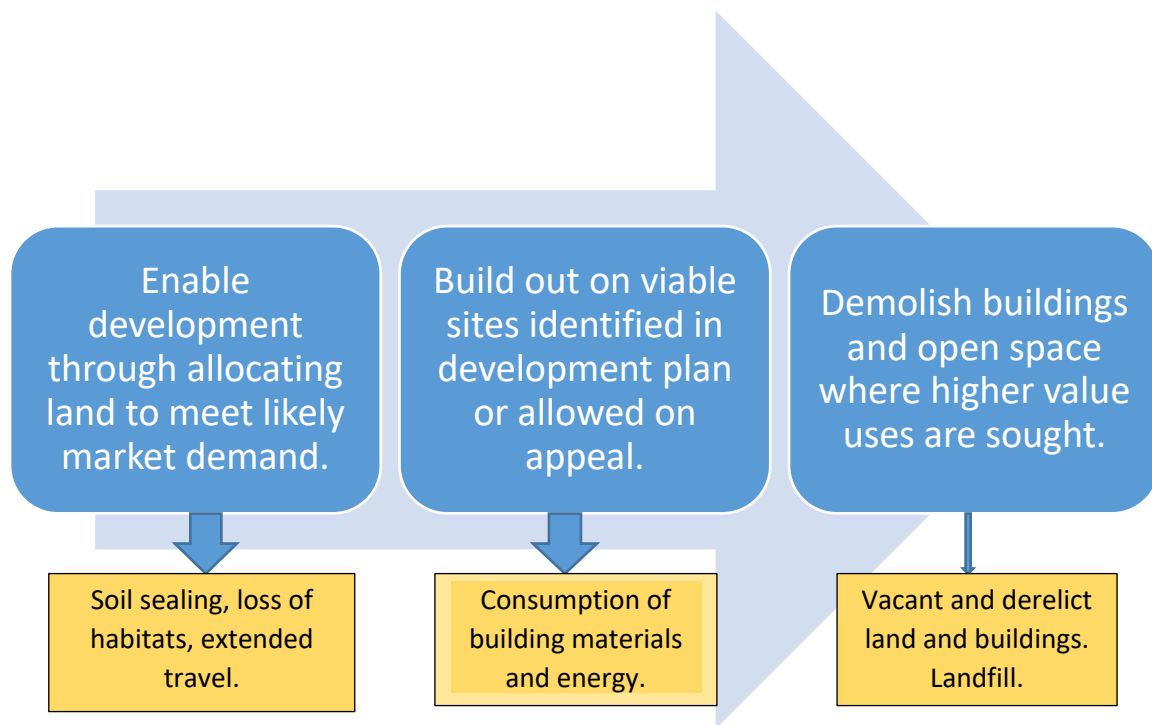 Enable
development
through allocating
land to meet likely
market demand.
Build out on viable
sites identified in
development plan
or allowed on
appeal.
Demolish buildings
and open space
where higher value
uses are sought.
Soil sealing, loss of
habitats, extended
travel.
Consumption of
building materials
and energy.
Vacant and derelict
land and buildings.
Landfill.